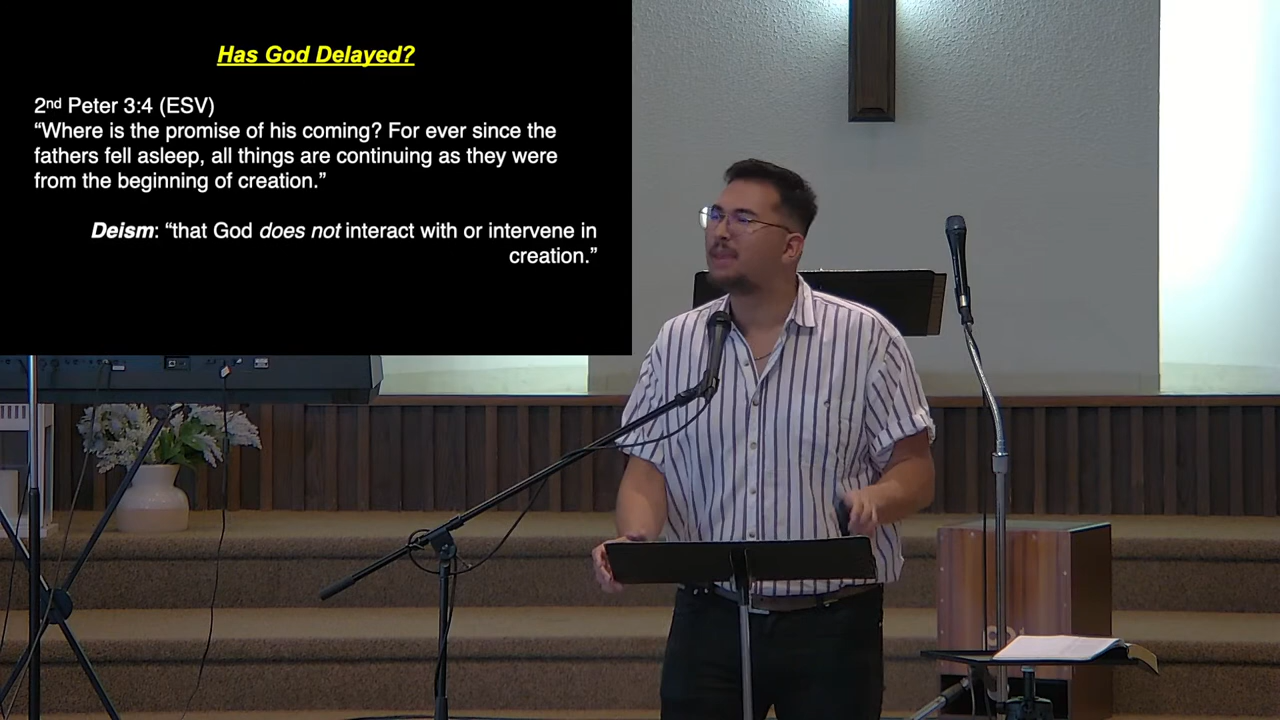 Has God Delayed?
2nd Peter 3:4 (ESV)
“Where is the promise of his coming? For ever since the
fathers fell asleep, all things are continuing as they were
from the beginning of creation.”
Deism: “that God does not interact with or intervene in
creation.”